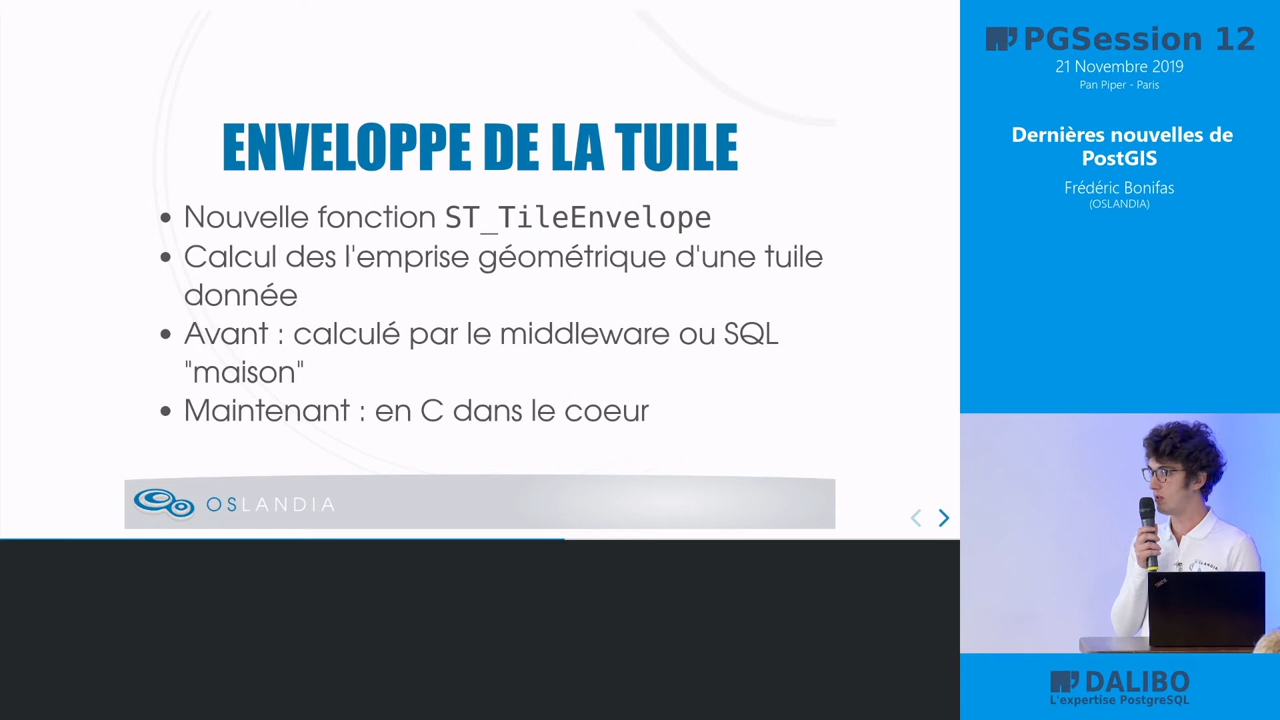 ENVELOPPE DE LA TUILE
• Nouvelle fonction ST_TileEnvelope
• Calcul des l'emprise géométrique d'une tuile
donnée
• Avant : calculé par le middleware ou SQL
"maison"
• Maintenant : en C dans le coeur
OSLANDIA
PGSession 12
21 Novembre 2019
Pan Piper - Paris
Dernières nouvelles de
PostGIS
Frédéric Bonifas
(OSLANDIA)
DALIBO
L'expertise PostgreSQL